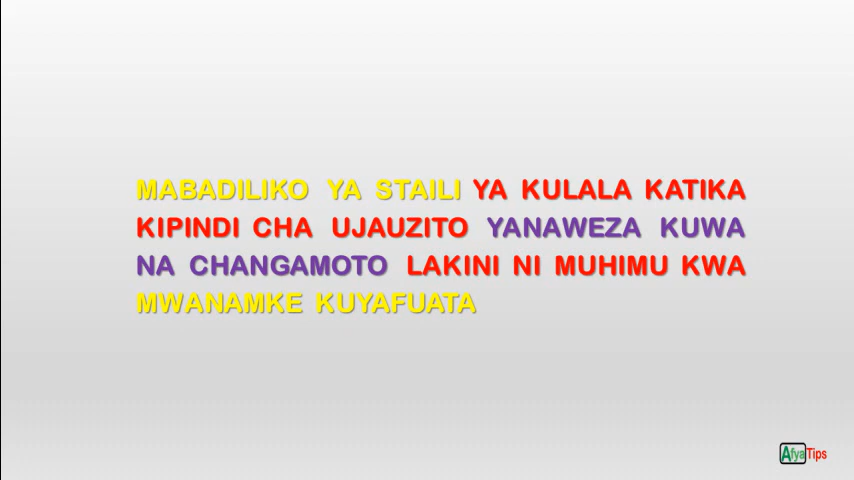 MABADILIKO YA STAILI YA KULALA KATIKA
KIPINDI CHA UJAUZITO YANAWEZA KUWA
NA CHANGAMOTO LAKINI NI MUHIMU KWA
MWANAMKE KUYAFUATA
AfyaTips